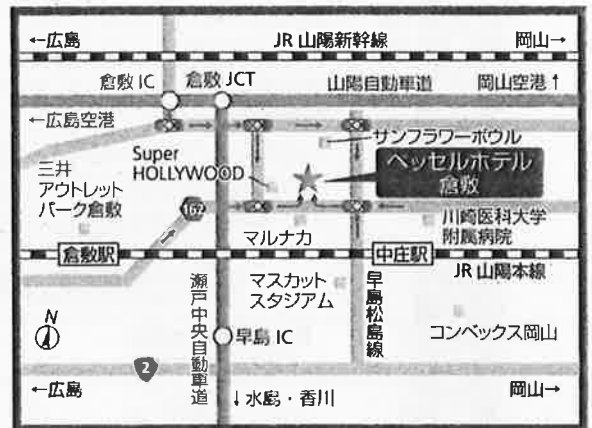 ←広島
JR 山陽新幹線
岡山→
倉敷 IC
倉敷 JCT
山陽自動車道
岡山空港↑
←広島空港
サンフラワーボウル
Super
HOLLYWOOD
ベッセルホテル
倉敷
三井
アウトレット
パーク倉敷
162
マルナカ
川崎医科大学
附属病院
倉敷駅
中庄駅
JR 山陽本線
瀬戸中央自動車道
マスカット
スタジアム
早島松島線
N
早島 IC
コンベックス岡山
2
←広島
↓水島・香川
岡山→